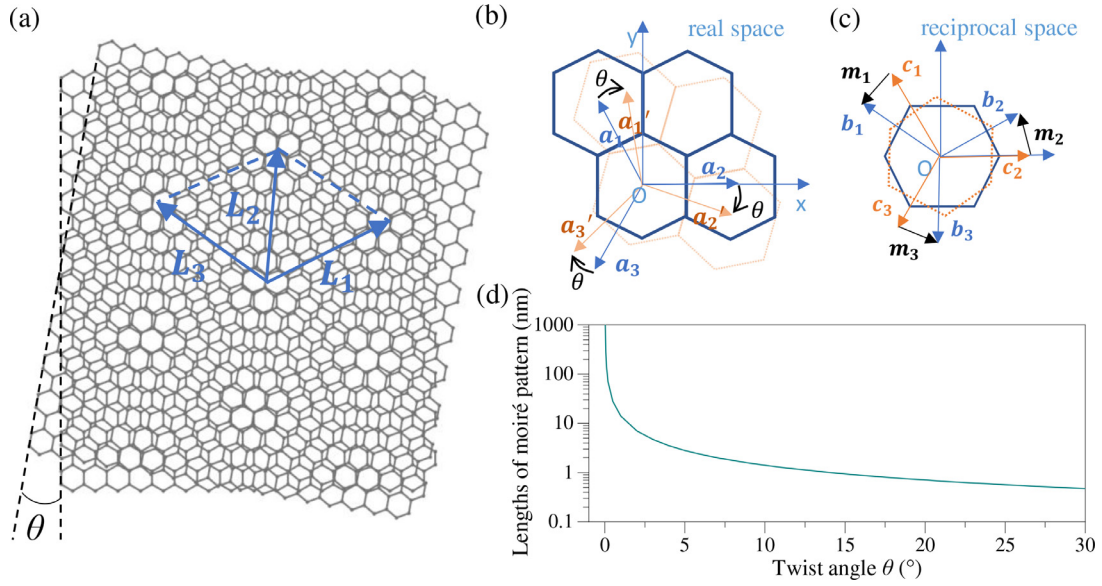 (a)
L₂
L₃
L₁
θ
(b)
real space
y
θ
a₁
a₁′
a₂
O
x
a₂′
θ
a₃′
a₃
θ
(c)
reciprocal space
m₁
c₁
b₂
b₁
m₂
O
c₂
c₃
b₃
m₃
(d)
Lengths of moiré pattern (nm)
1000
100
10
1
0.1
0
5
10
15
20
25
30
Twist angle θ (°)